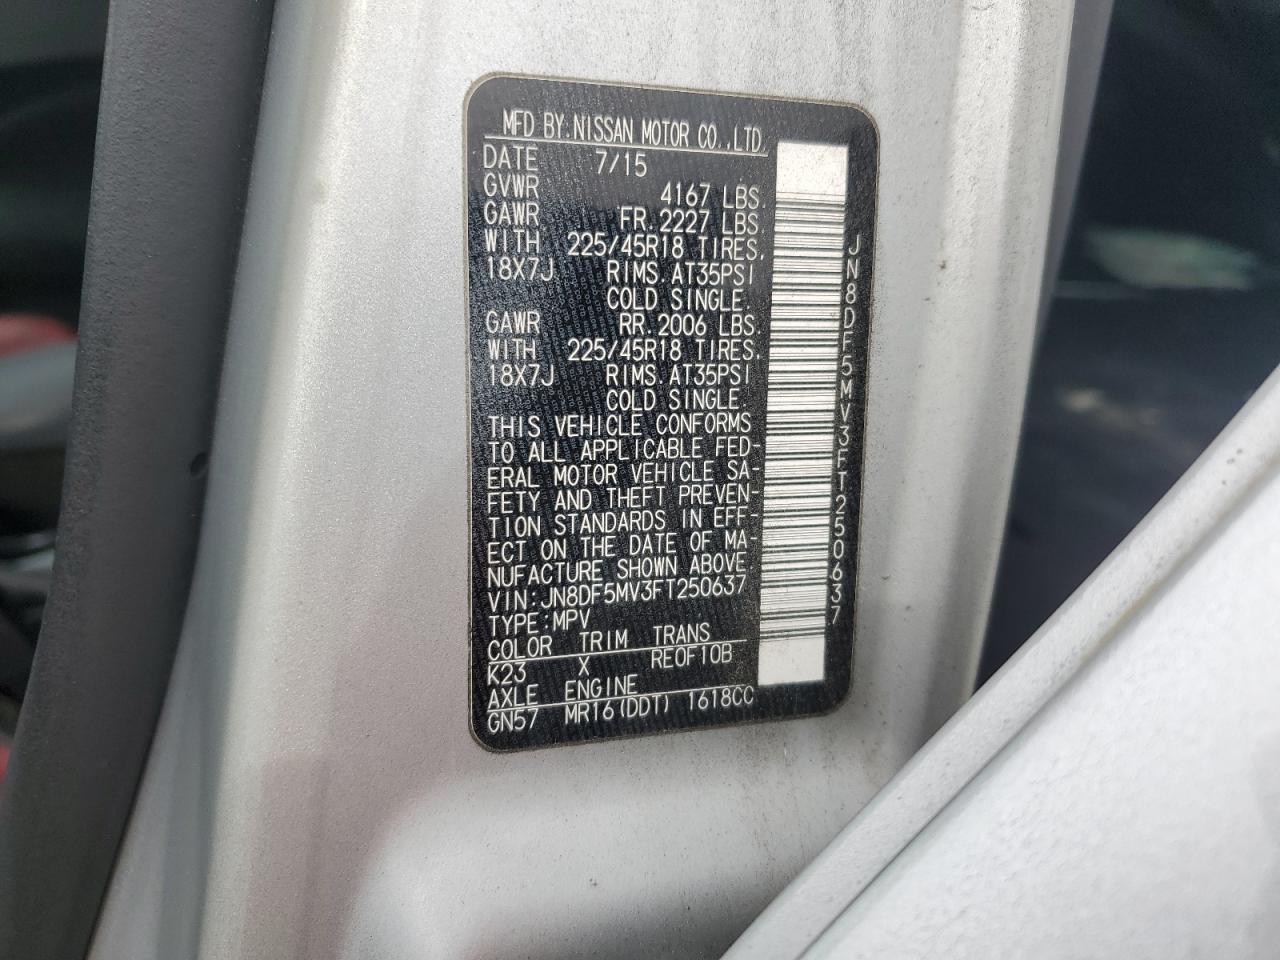 MFD BY:NISSAN MOTOR CO.,LTD.
DATE 7/15
GVWR 4167 LBS.
GAWR FR.2227 LBS.
WITH 225/45R18 TIRES.
18X7J RIMS.AT35PSI
COLD SINGLE.
GAWR RR.2006 LBS.
WITH 225/45R18 TIRES.
18X7J RIMS.AT35PSI
COLD SINGLE.
THIS VEHICLE CONFORMS
TO ALL APPLICABLE FED-
ERAL MOTOR VEHICLE SA-
FETY AND THEFT PREVEN-
TION STANDARDS IN EFF-
ECT ON THE DATE OF MA-
NUFACTURE SHOWN ABOVE.
VIN:JN8DF5MV3FT250637
TYPE:MPV
COLOR TRIM TRANS
K23 X RE0F10B
AXLE ENGINE
GN57 MR16(DDT) 1618CC
JN8DF5MV3FT250637